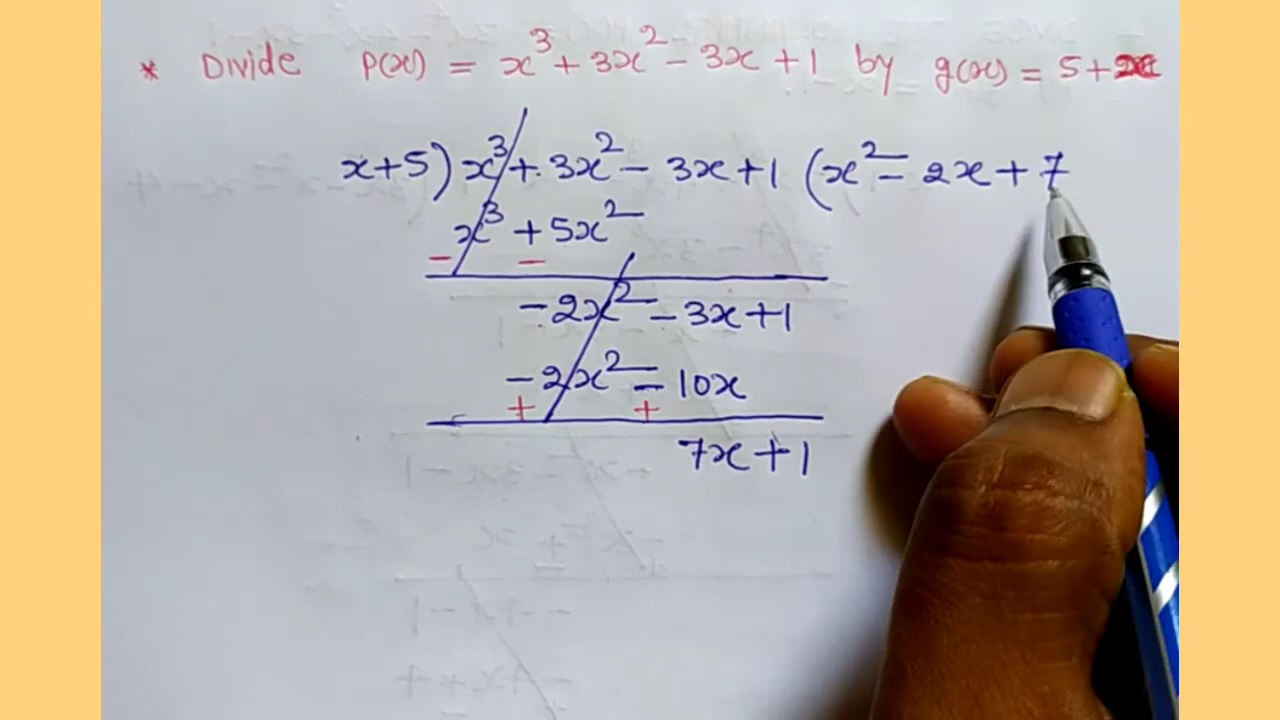 * Divide p(x) = x³ + 3x² - 3x + 1 by g(x) = 5 + x
x+5) x³ + 3x² - 3x + 1 (x² - 2x + 7
x³ + 5x²
- -
-2x² - 3x + 1
-2x² - 10x
+ +
7x + 1